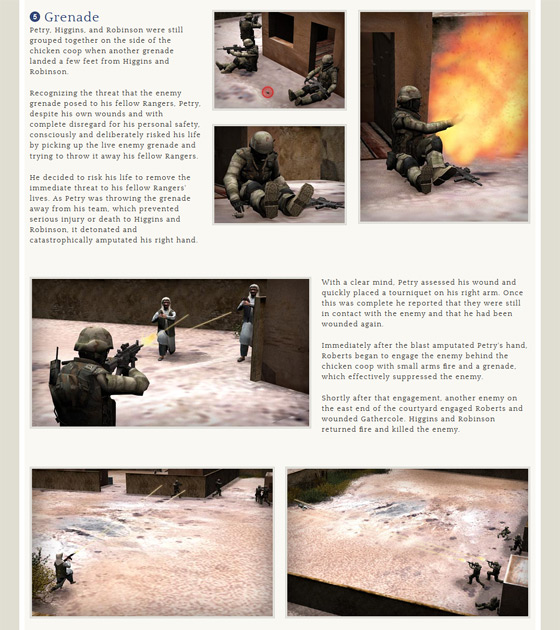 5 Grenade
Petry, Higgins, and Robinson were still
grouped together on the side of the
chicken coop when another grenade
landed a few feet from Higgins and
Robinson.
Recognizing the threat that the enemy
grenade posed to his fellow Rangers, Petry,
despite his own wounds and with
complete disregard for his personal safety,
consciously and deliberately risked his life
by picking up the live enemy grenade and
trying to throw it away his fellow Rangers.
He decided to risk his life to remove the
immediate threat to his fellow Rangers'
lives. As Petry was throwing the grenade
away from his team, which prevented
serious injury or death to Higgins and
Robinson, it detonated and
catastrophically amputated his right hand.
With a clear mind, Petry assessed his wound and
quickly placed a tourniquet on his right arm. Once
this was complete he reported that they were still
in contact with the enemy and that he had been
wounded again.
Immediately after the blast amputated Petry's hand,
Roberts began to engage the enemy behind the
chicken coop with small arms fire and a grenade,
which effectively suppressed the enemy.
Shortly after that engagement, another enemy on
the east end of the courtyard engaged Roberts and
wounded Gathercole. Higgins and Robinson
returned fire and killed the enemy.